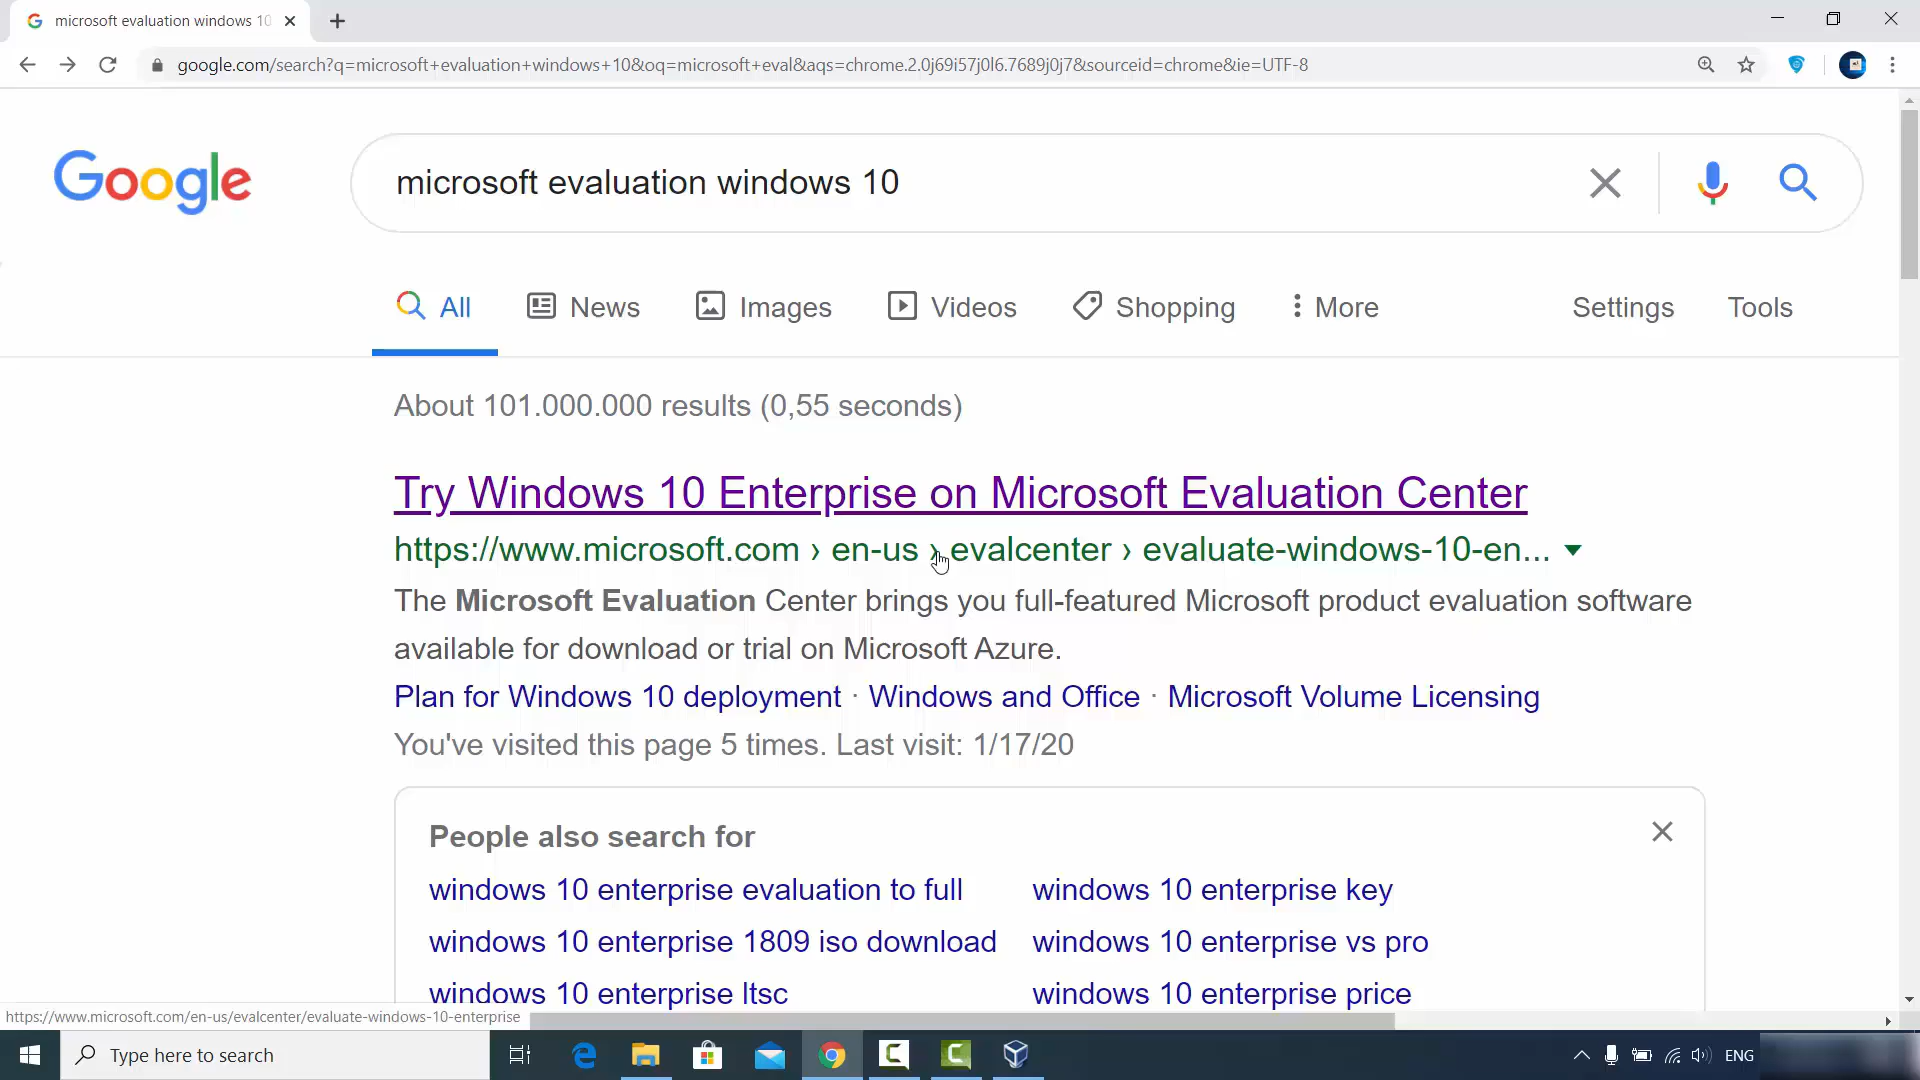 microsoft evaluation windows 10
google.com/search?q=microsoft+evaluation+windows+10&oq=microsoft+eval&aqs=chrome.2.0j69i57j0l6.7689j0j7&sourceid=chrome&ie=UTF-8
Google
microsoft evaluation windows 10
All News Images Videos Shopping More Settings Tools
About 101.000.000 results (0,55 seconds)
Try Windows 10 Enterprise on Microsoft Evaluation Center
https://www.microsoft.com › en-us › evalcenter › evaluate-windows-10-en...
The Microsoft Evaluation Center brings you full-featured Microsoft product evaluation software
available for download or trial on Microsoft Azure.
Plan for Windows 10 deployment · Windows and Office · Microsoft Volume Licensing
You've visited this page 5 times. Last visit: 1/17/20
People also search for
windows 10 enterprise evaluation to full windows 10 enterprise key
windows 10 enterprise 1809 iso download windows 10 enterprise vs pro
windows 10 enterprise ltsc windows 10 enterprise price
https://www.microsoft.com/en-us/evalcenter/evaluate-windows-10-enterprise
Type here to search ENG